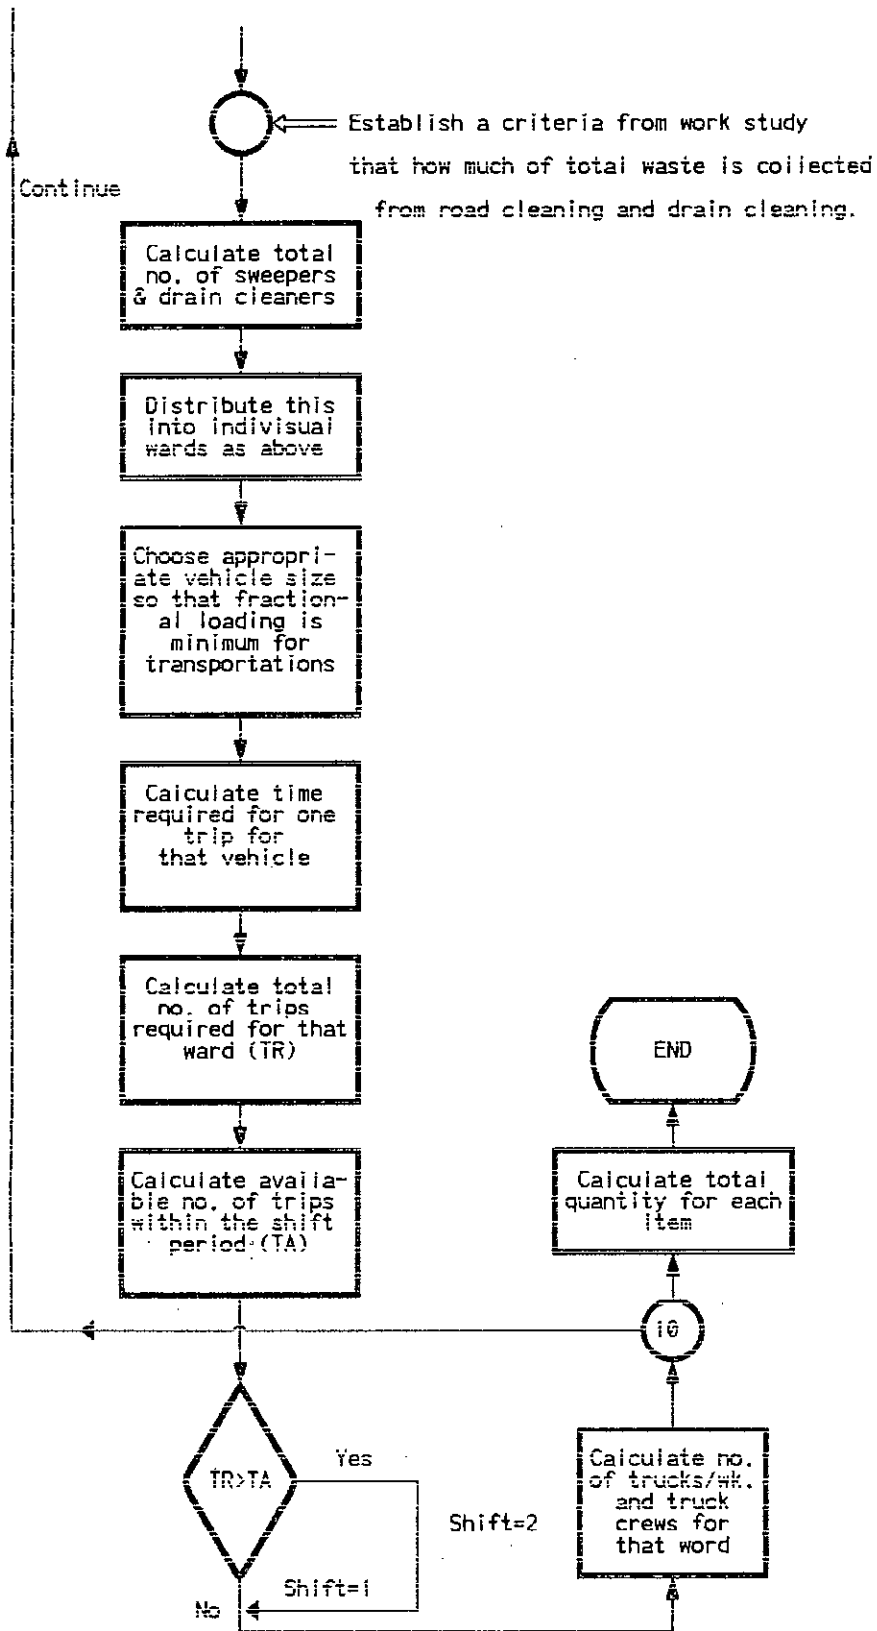 Establish a criteria from work study
that how much of total waste is collected
from road cleaning and drain cleaning.
Continue
Calculate total
no. of sweepers
& drain cleaners
Distribute this
into indivisual
wards as above
Choose appropri-
ate vehicle size
so that fraction-
al loading is
minimum for
transportations
Calculate time
required for one
trip for
that vehicle
Calculate total
no. of trips
required for that
ward (TR)
Calculate availa-
ble no. of trips
within the shift
period (TA)
TR>TA
Yes
Shift=2
Shift=1
No
Calculate no.
of trucks/wk.
and truck
crews for
that word
10
Calculate total
quantity for each
item
END